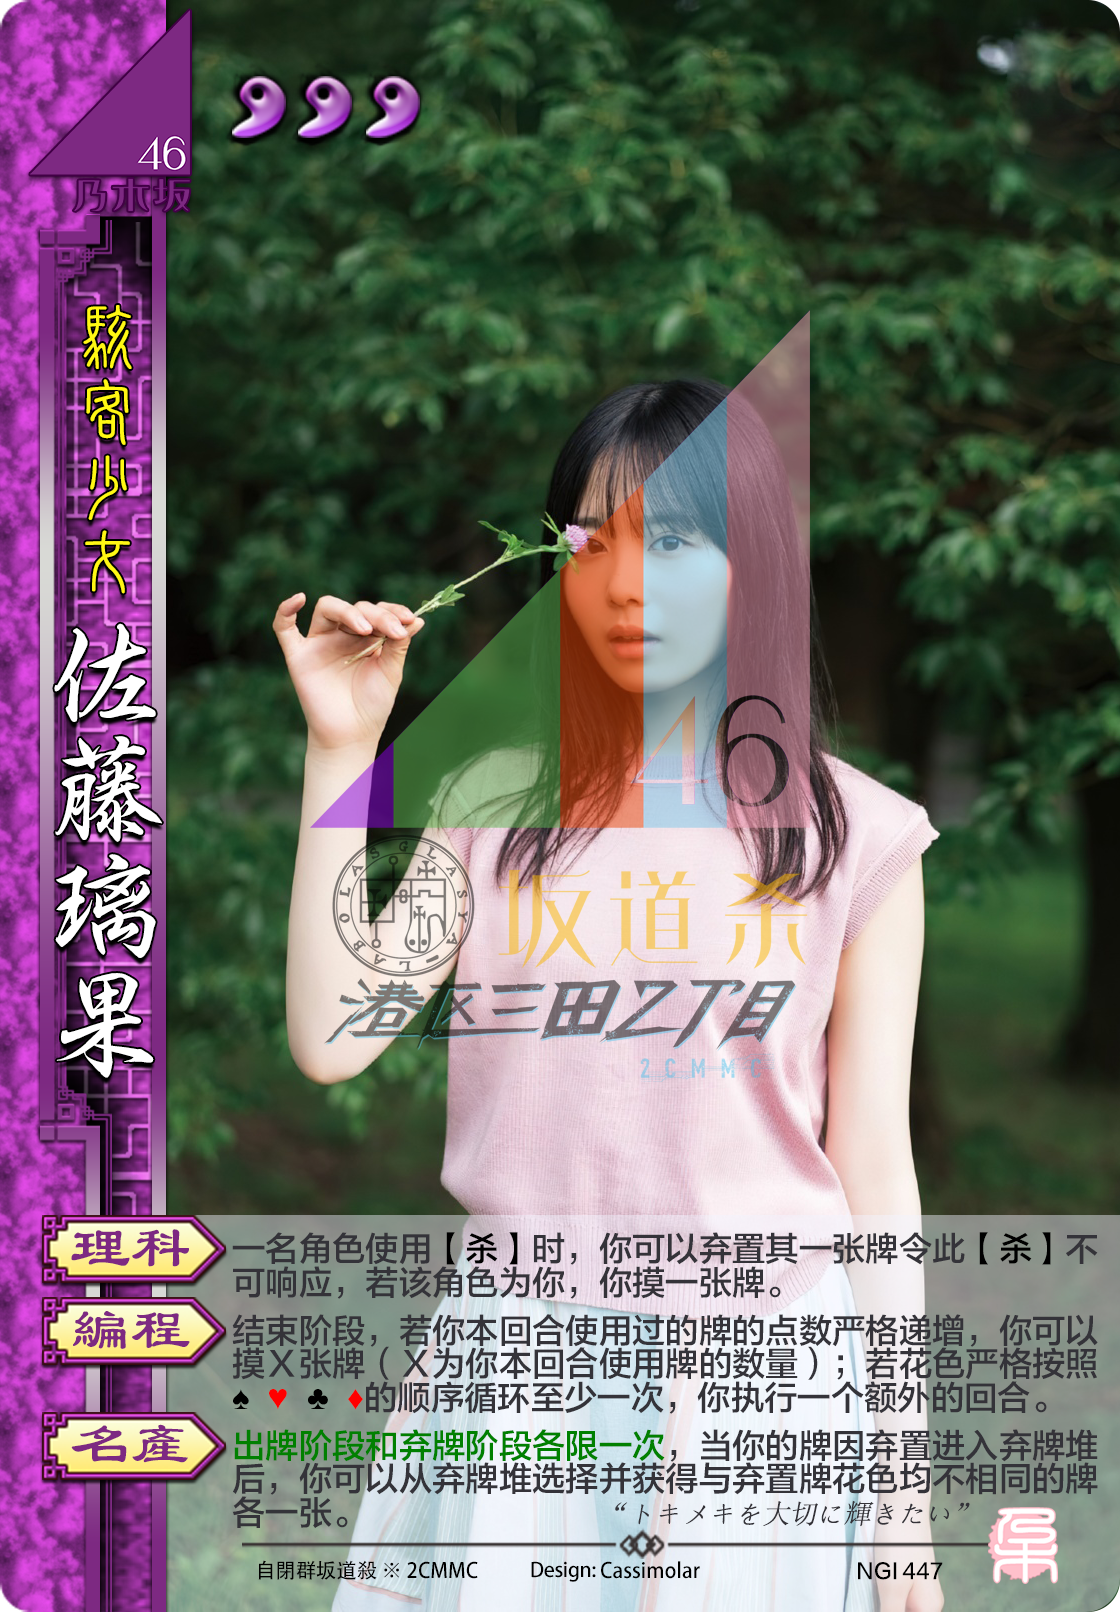 46
乃木坂
駭客少女
佐藤璃果
46
GLASYA-LABOLAS
坂道杀
港区三田2丁目
2CMMC
理科
一名角色使用【杀】时，你可以弃置其一张牌令此【杀】不
可响应，若该角色为你，你摸一张牌。
編程
结束阶段，若你本回合使用过的牌的点数严格递增，你可以
摸X张牌（X为你本回合使用牌的数量）；若花色严格按照
♠ ♥ ♣ ♦的顺序循环至少一次，你执行一个额外的回合。
名產
出牌阶段和弃牌阶段各限一次，当你的牌因弃置进入弃牌堆
后，你可以从弃牌堆选择并获得与弃置牌花色均不相同的牌
各一张。
“トキメキを大切に輝きたい”
自閉群坂道殺 ※ 2CMMC
Design: Cassimolar
NGI 447